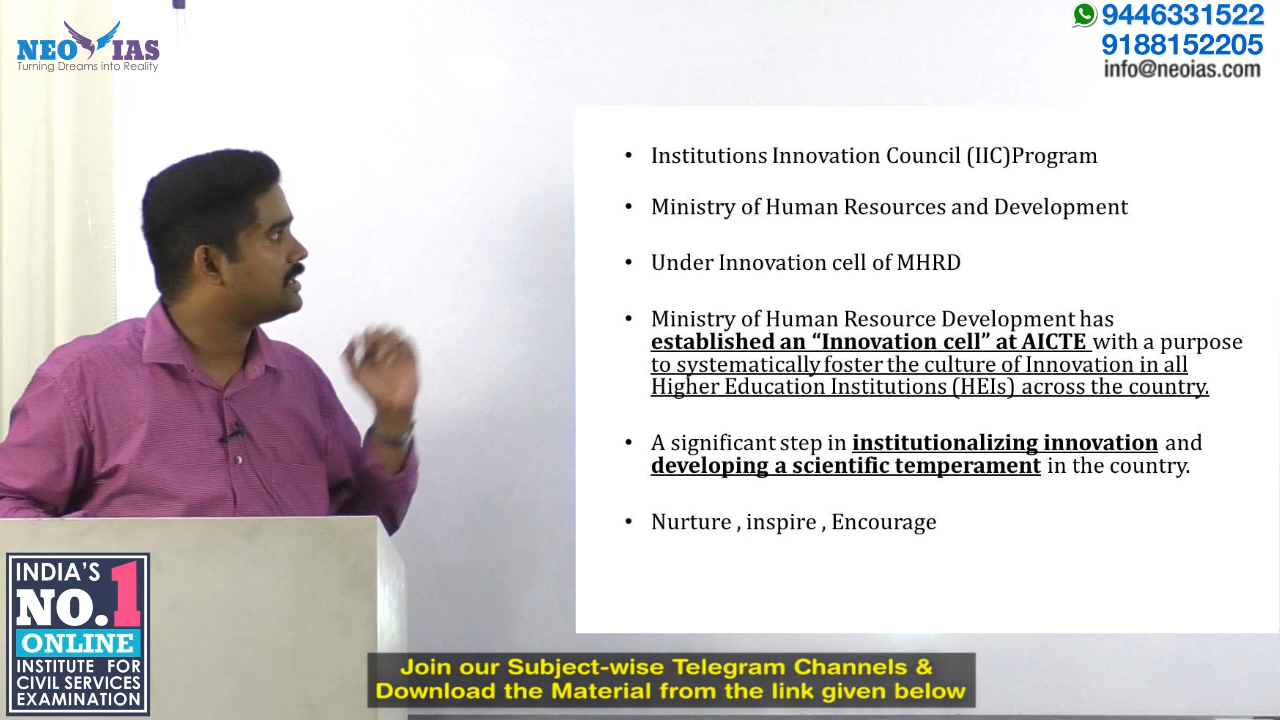 NEO IAS
Turning Dreams into Reality
9446331522
9188152205
info@neoias.com
• Institutions Innovation Council (IIC)Program
• Ministry of Human Resources and Development
• Under Innovation cell of MHRD
• Ministry of Human Resource Development has
established an “Innovation cell” at AICTE with a purpose
to systematically foster the culture of Innovation in all
Higher Education Institutions (HEIs) across the country.
• A significant step in institutionalizing innovation and
developing a scientific temperament in the country.
• Nurture , inspire , Encourage
INDIA'S
NO.1
ONLINE
INSTITUTE FOR
CIVIL SERVICES
EXAMINATION
Join our Subject-wise Telegram Channels &
Download the Material from the link given below